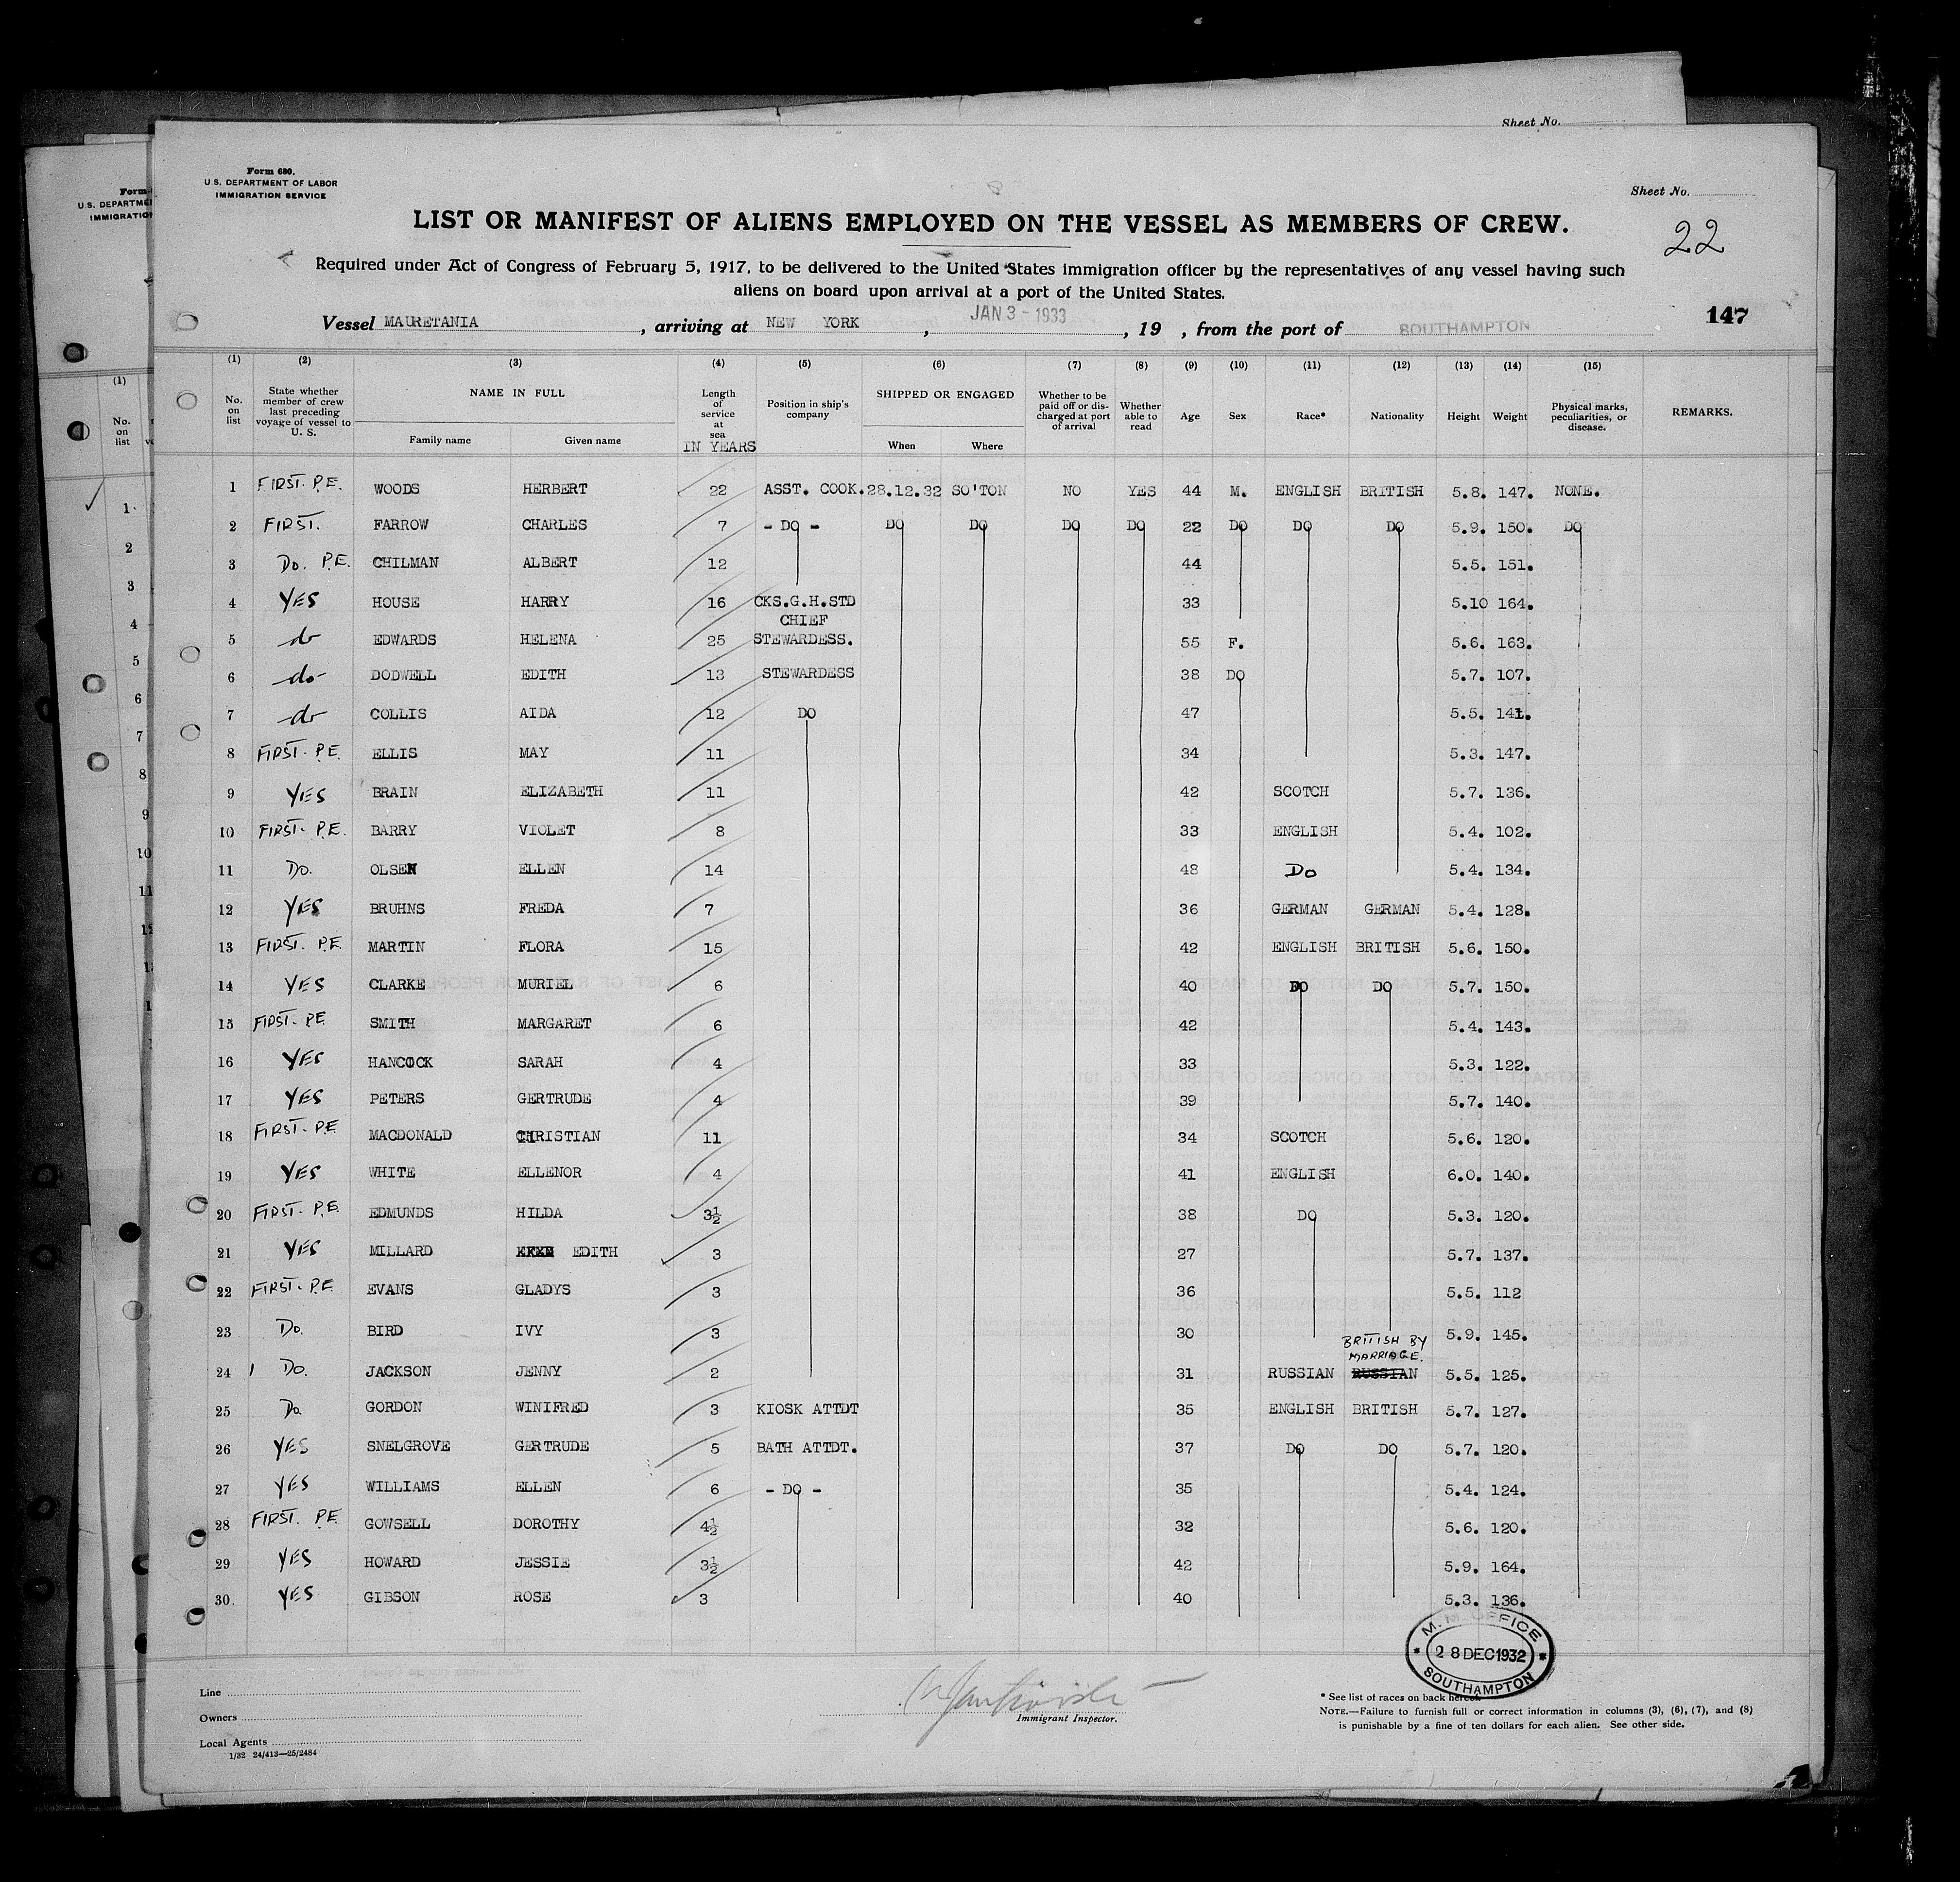 Sheet No.
Form 680.
U.S. DEPARTMENT OF LABOR
IMMIGRATION SERVICE
Sheet No.
22
LIST OR MANIFEST OF ALIENS EMPLOYED ON THE VESSEL AS MEMBERS OF CREW.
Required under Act of Congress of February 5, 1917, to be delivered to the United States immigration officer by the representatives of any vessel having such
aliens on board upon arrival at a port of the United States.
Vessel MAURETANIA, arriving at NEW YORK, JAN 3 - 1933, 19 , from the port of SOUTHAMPTON
147
(1) (2) (3) (4) (5) (6) (7) (8) (9) (10) (11) (12) (13) (14) (15)
No. on list State whether member of crew last preceding voyage of vessel to U. S. NAME IN FULL Family name Given name Length of service at sea IN YEARS Position in ship's company SHIPPED OR ENGAGED When Where Whether to be paid off or discharged at port of arrival Whether able to read Age Sex Race* Nationality Height Weight Physical marks, peculiarities, or disease. REMARKS.
1 FIRST. P.E. WOODS HERBERT 22 ASST. COOK. 28.12.32 SO'TON NO YES 44 M. ENGLISH BRITISH 5.8. 147. NONE.
2 FIRST. FARROW CHARLES 7 - DO - DO DO DO DO 22 DO DO DO 5.9. 150. DO
3 Do. P.E. CHILMAN ALBERT 12 44 5.5. 151.
4 YES HOUSE HARRY 16 CKS.G.H.STD 33 5.10 164.
5 do EDWARDS HELENA 25 CHIEF STEWARDESS. 55 F. 5.6. 163.
6 do DODWELL EDITH 13 STEWARDESS 38 DO 5.7. 107.
7 do COLLIS AIDA 12 DO 47 5.5. 141.
8 FIRST. P.E. ELLIS MAY 11 34 5.3. 147.
9 YES BRAIN ELIZABETH 11 42 SCOTCH 5.7. 136.
10 FIRST. P.E. BARRY VIOLET 8 33 ENGLISH 5.4. 102.
11 Do. OLSEN ELLEN 14 48 Do 5.4. 134.
12 YES BRUHNS FREDA 7 36 GERMAN GERMAN 5.4. 128.
13 FIRST. P.E. MARTIN FLORA 15 42 ENGLISH BRITISH 5.6. 150.
14 YES CLARKE MURIEL 6 40 DO DO 5.7. 150.
15 FIRST. P.E SMITH MARGARET 6 42 5.4. 143.
16 YES HANCOCK SARAH 4 33 5.3. 122.
17 YES PETERS GERTRUDE 4 39 5.7. 140.
18 FIRST. P.E MACDONALD CHRISTIAN 11 34 SCOTCH 5.6. 120.
19 YES WHITE ELLENOR 4 41 ENGLISH 6.0. 140.
20 FIRST. P.E. EDMUNDS HILDA 3½ 38 DO 5.3. 120.
21 YES MILLARD EDITH 3 27 5.7. 137.
22 FIRST. P.E. EVANS GLADYS 3 36 5.5. 112
23 Do. BIRD IVY 3 30 5.9. 145.
24 Do. JACKSON JENNY 2 31 RUSSIAN BRITISH BY MARRIAGE. RUSSIAN 5.5. 125.
25 Do. GORDON WINIFRED 3 KIOSK ATTDT 35 ENGLISH BRITISH 5.7. 127.
26 YES SNELGROVE GERTRUDE 5 BATH ATTDT. 37 DO DO 5.7. 120.
27 YES WILLIAMS ELLEN 6 - DO - 35 5.4. 124.
28 FIRST. P.E. GOWSELL DOROTHY 4½ 32 5.6. 120.
29 YES HOWARD JESSIE 3½ 42 5.9. 164.
30. YES GIBSON ROSE 3 40 5.3. 136.
OFFICE
28 DEC 1932
SOUTHAMPTON
Line
Owners
Local Agents
1/32 24/413—25/2484
Immigrant Inspector.
* See list of races on back hereof.
NOTE.—Failure to furnish full or correct information in columns (3), (6), (7), and (8)
is punishable by a fine of ten dollars for each alien. See other side.